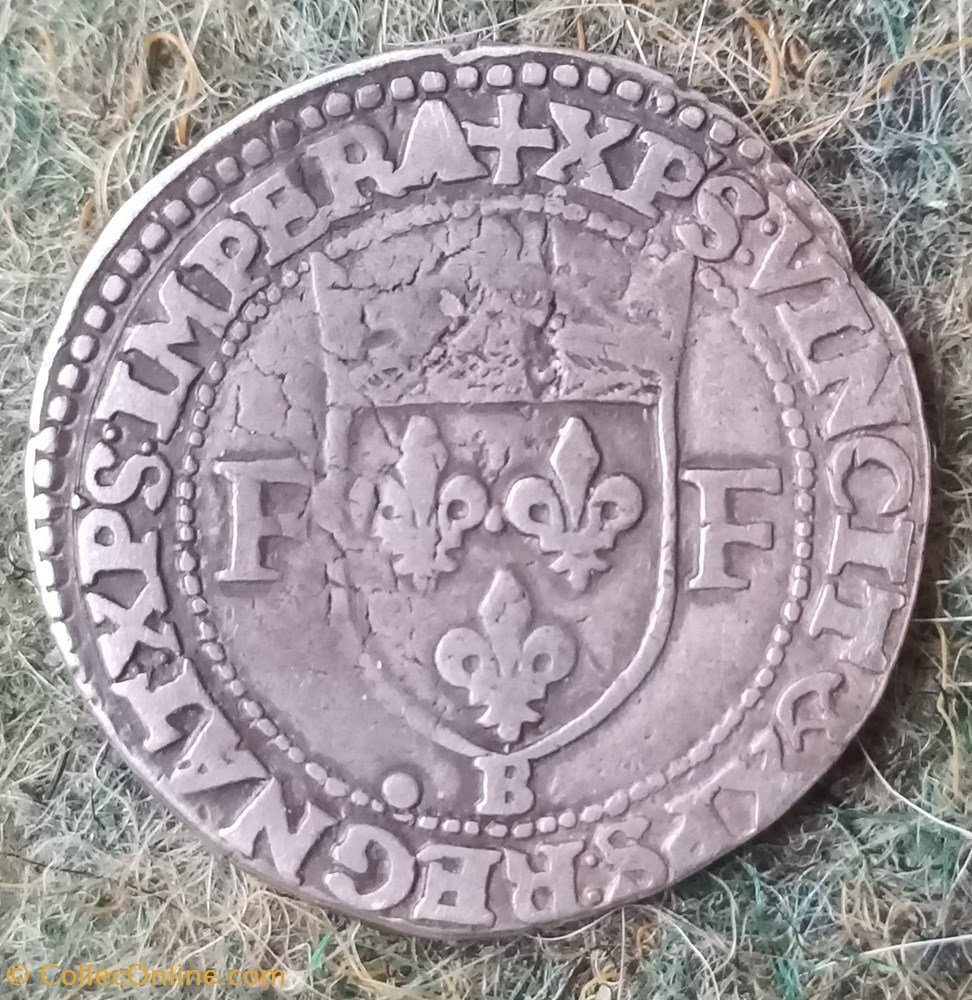 +XPS:VINCIT:XPS:REGNAT:XPS:IMPERA
F F
B
© CollecOnline.com